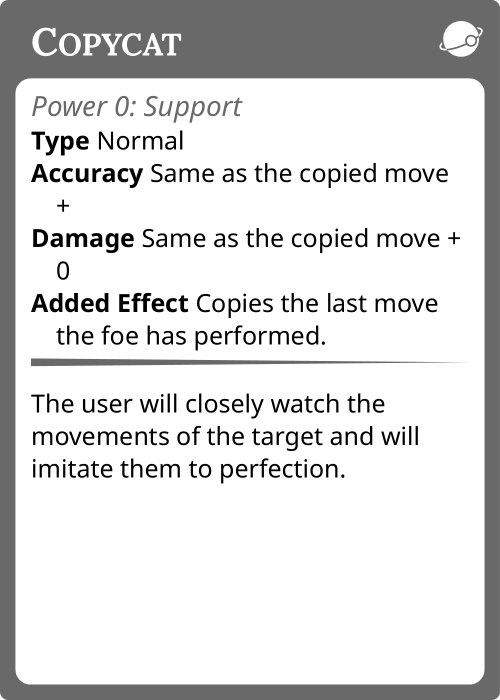 COPYCAT
Power 0: Support
Type Normal
Accuracy Same as the copied move
+
Damage Same as the copied move +
0
Added Effect Copies the last move
the foe has performed.
The user will closely watch the
movements of the target and will
imitate them to perfection.